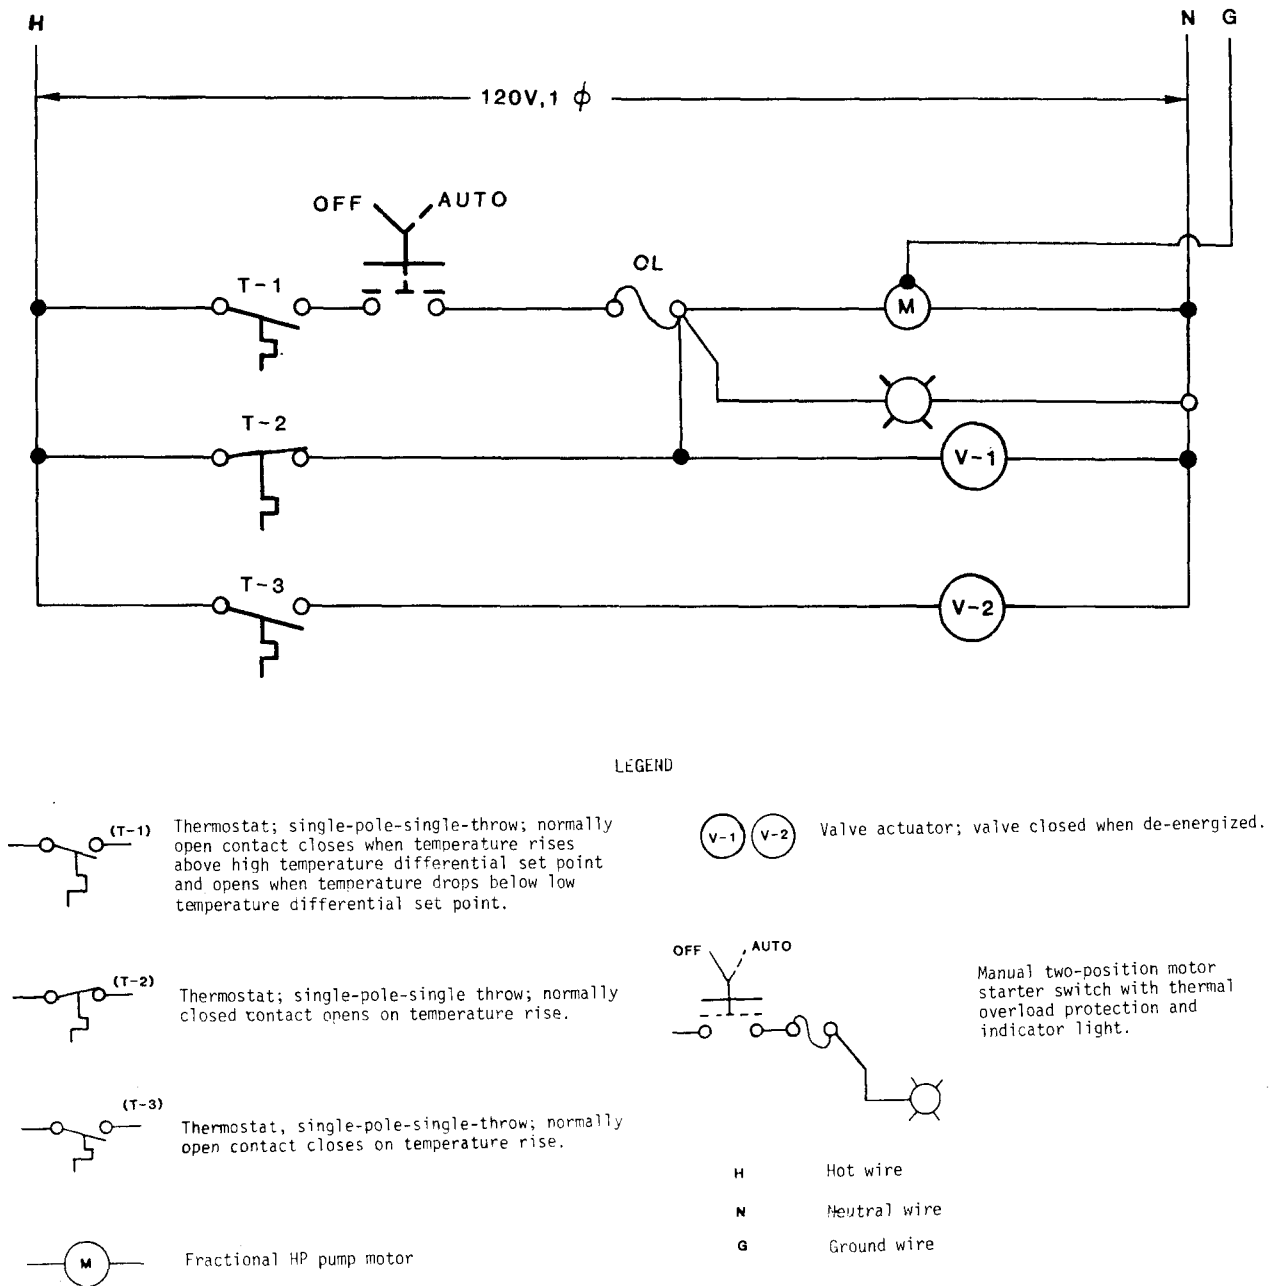 H
N G
120V, 1 ϕ
OFF AUTO
T-1
OL
M
T-2
V-1
T-3
V-2
LEGEND
(T-1)
Thermostat; single-pole-single-throw; normally
open contact closes when temperature rises
above high temperature differential set point
and opens when temperature drops below low
temperature differential set point.
(T-2)
Thermostat; single-pole-single throw; normally
closed contact opens on temperature rise.
(T-3)
Thermostat, single-pole-single-throw; normally
open contact closes on temperature rise.
M
Fractional HP pump motor
V-1 V-2
Valve actuator; valve closed when de-energized.
OFF AUTO
Manual two-position motor
starter switch with thermal
overload protection and
indicator light.
H Hot wire
N Neutral wire
G Ground wire